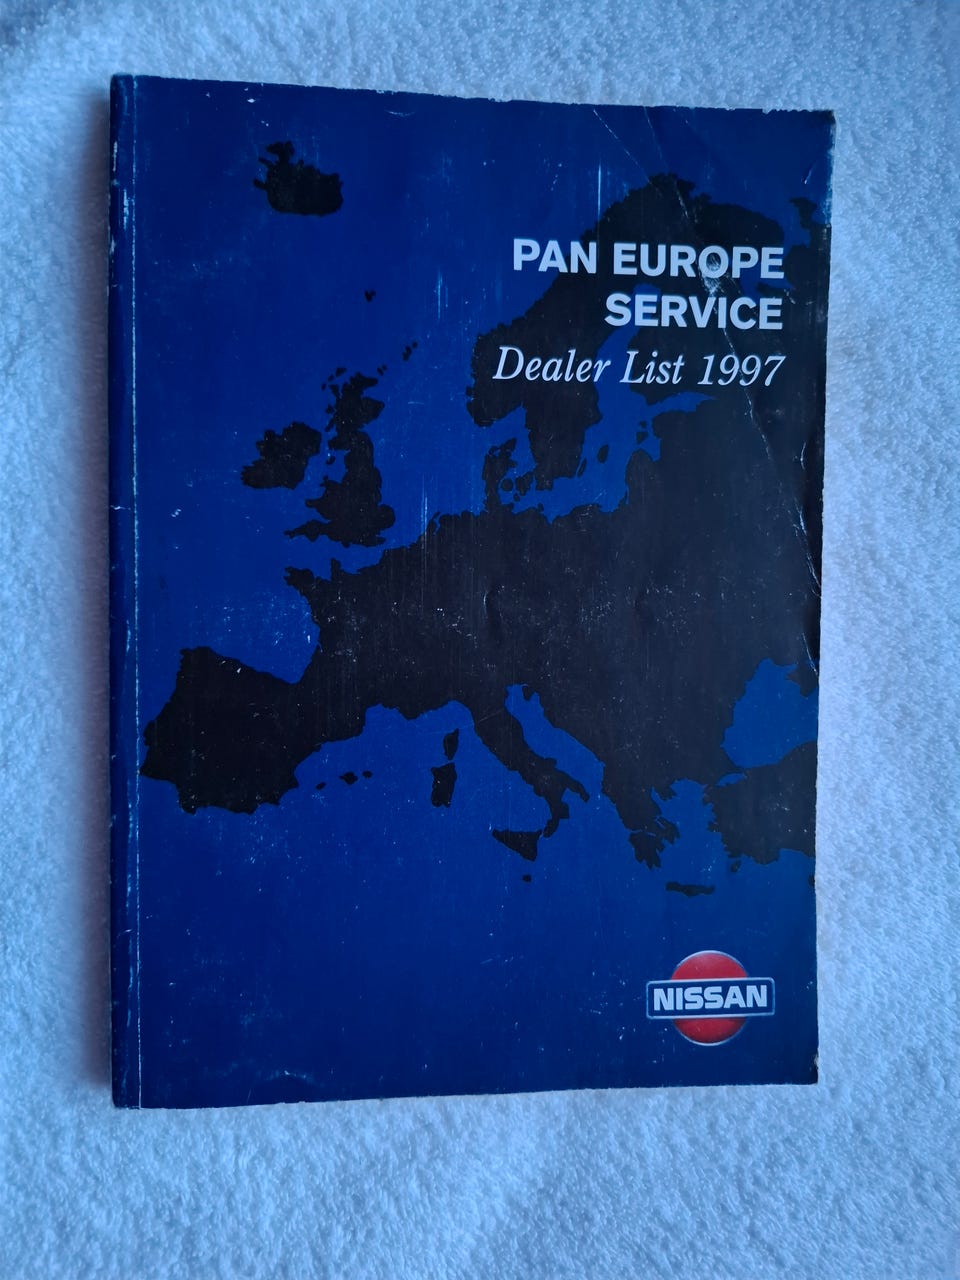 PAN EUROPE
SERVICE
Dealer List 1997
NISSAN